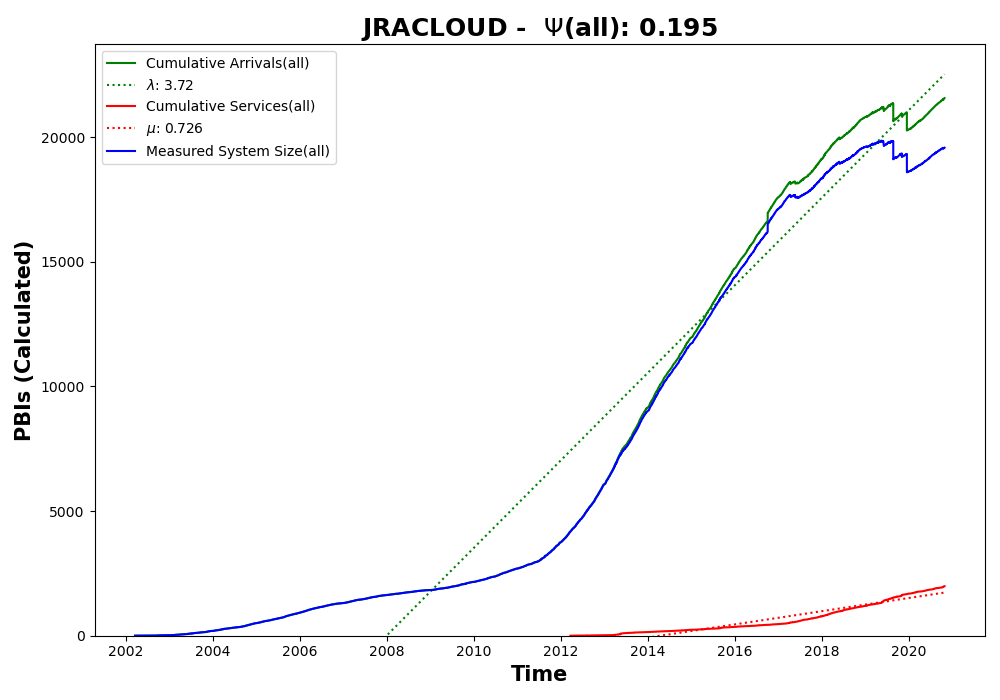 JRACLOUD - Ψ(all): 0.195
Cumulative Arrivals(all)
λ: 3.72
Cumulative Services(all)
μ: 0.726
Measured System Size(all)
PBIs (Calculated)
20000
15000
10000
5000
0
2002 2004 2006 2008 2010 2012 2014 2016 2018 2020
Time